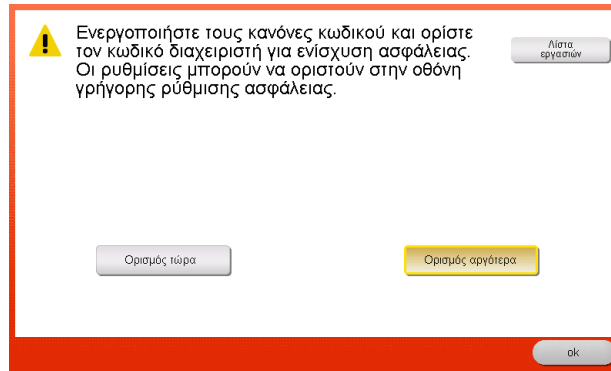 Ενεργοποιήστε τους κανόνες κωδικού και ορίστε
τον κωδικό διαχειριστή για ενίσχυση ασφάλειας.
Οι ρυθμίσεις μπορούν να οριστούν στην οθόνη
γρήγορης ρύθμισης ασφάλειας.
Λίστα
εργασιών
Ορισμός τώρα
Ορισμός αργότερα
ok